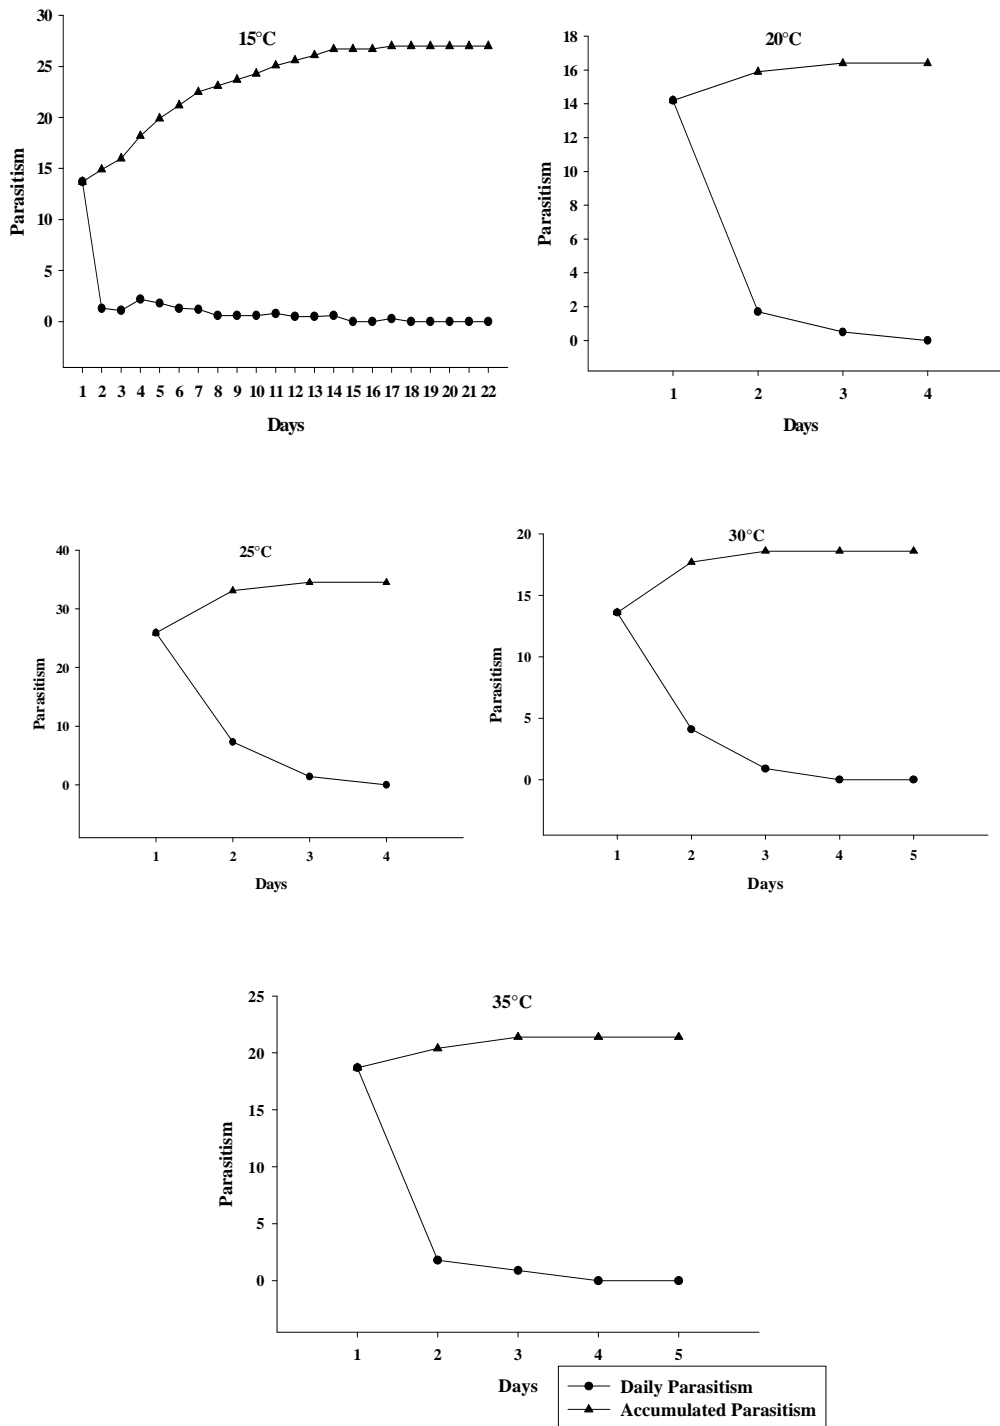 15°C
30
25
20
15
10
5
0
Parasitism
1 2 3 4 5 6 7 8 9 10 11 12 13 14 15 16 17 18 19 20 21 22
Days
20°C
18
16
14
12
10
8
6
4
2
0
Parasitism
1 2 3 4
Days
25°C
40
30
20
10
0
Parasitism
1 2 3 4
Days
30°C
20
15
10
5
0
Parasitism
1 2 3 4 5
Days
35°C
25
20
15
10
5
0
Parasitism
1 2 3 4 5
Days
Daily Parasitism
Accumulated Parasitism